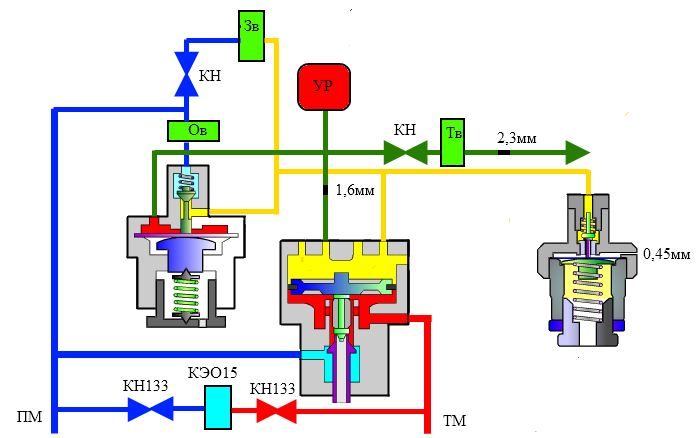 Зв
КН
УР
Ов
КН
Тв
2,3мм
1,6мм
0,45мм
КН133
КЭО15
КН133
ПМ
ТМ